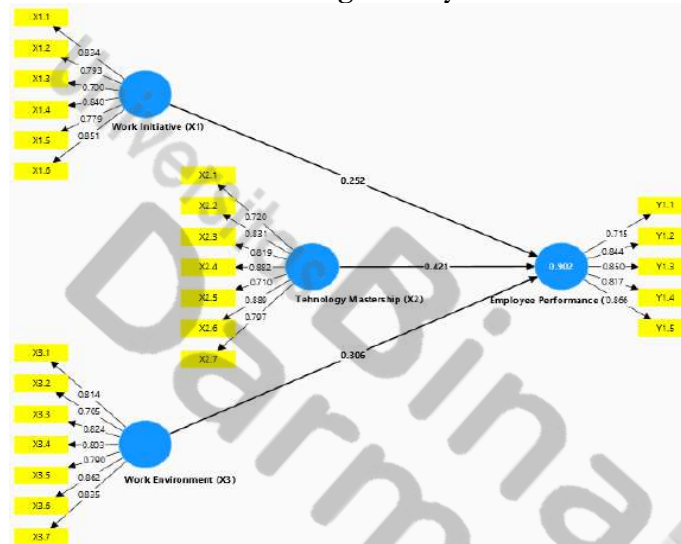 X1.1
X1.2
X1.3
X1.4
X1.5
X1.6
0.834
0.793
0.700
0.840
0.779
0.851
Work Initiative (X1)
0.252
X2.1
X2.2
X2.3
X2.4
X2.5
X2.6
X2.7
0.720
0.831
0.819
0.882
0.710
0.889
0.797
Tehnology Mastership (X2)
0.421
Y1.1
Y1.2
Y1.3
Y1.4
Y1.5
0.715
0.844
0.850
0.817
0.866
0.902
Employee Performance (
X3.1
X3.2
X3.3
X3.4
X3.5
X3.6
X3.7
0.814
0.705
0.824
0.803
0.790
0.862
0.835
Work Environment (X3)
0.306
Universitas
Bina
Darm